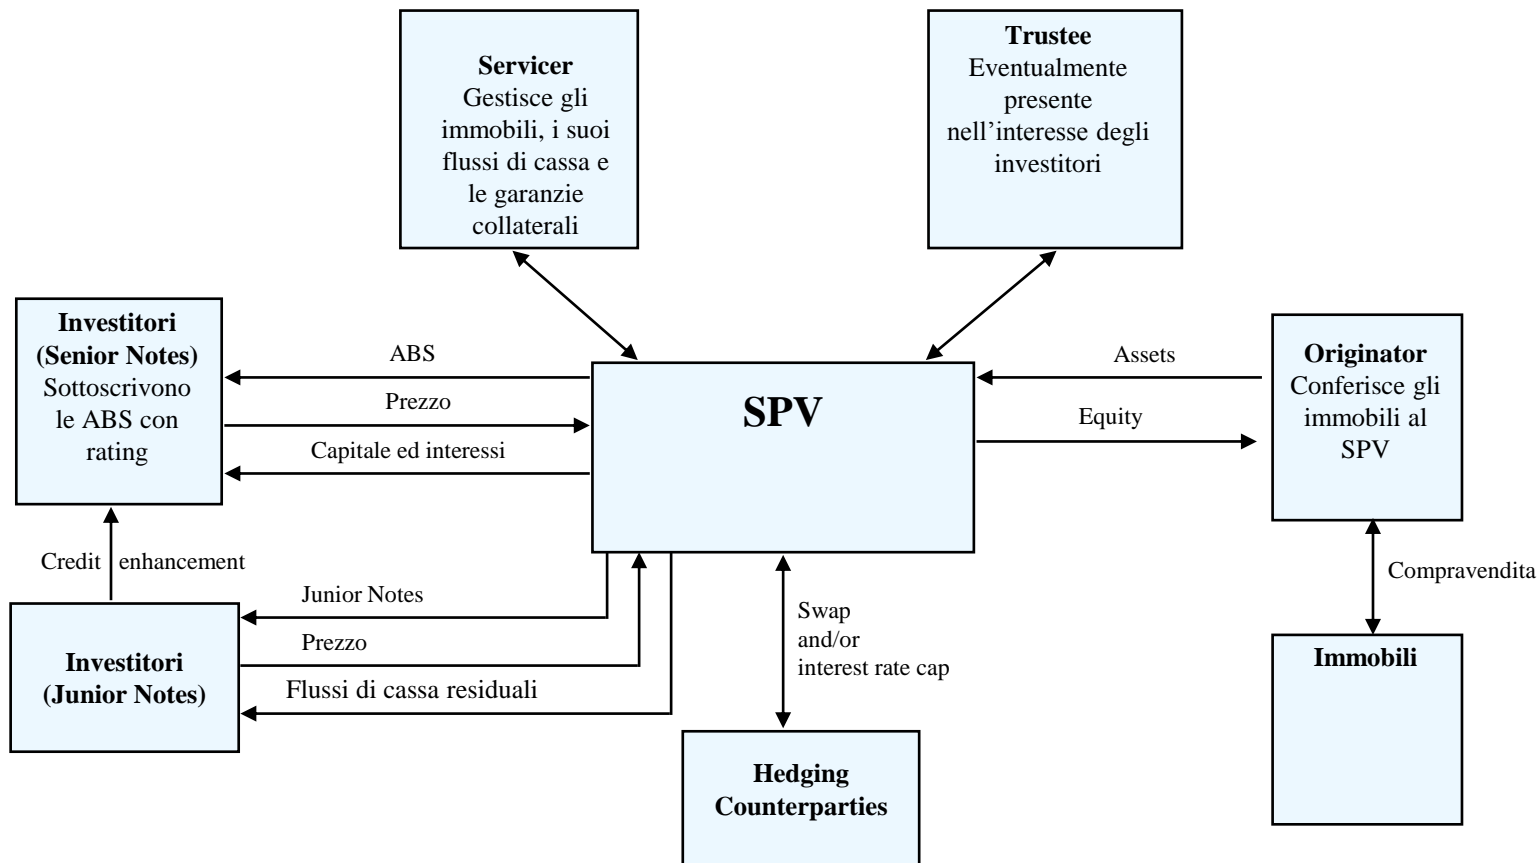 Servicer
Gestisce gli
immobili, i suoi
flussi di cassa e
le garanzie
collaterali
Trustee
Eventualmente
presente
nell’interesse degli
investitori
Investitori
(Senior Notes)
Sottoscrivono
le ABS con
rating
ABS
Prezzo
Capitale ed interessi
SPV
Assets
Equity
Originator
Conferisce gli
immobili al
SPV
Credit enhancement
Compravendita
Junior Notes
Prezzo
Flussi di cassa residuali
Investitori
(Junior Notes)
Swap
and/or
interest rate cap
Immobili
Hedging
Counterparties